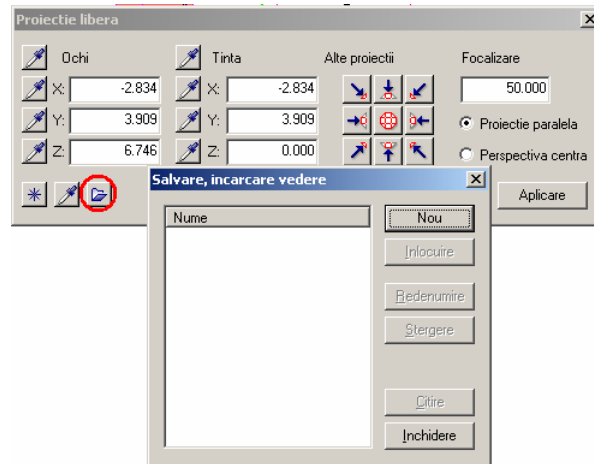 Proiectie libera
Ochi Tinta Alte proiectii Focalizare
X: -2.834 X: -2.834 50.000
Y: 3.909 Y: 3.909 Proiectie paralela
Z: 6.746 Z: 0.000 Perspectiva centra
Salvare, incarcare vedere
Aplicare
Nume
Nou
Inlocuire
Redenumire
Stergere
Citire
Inchidere